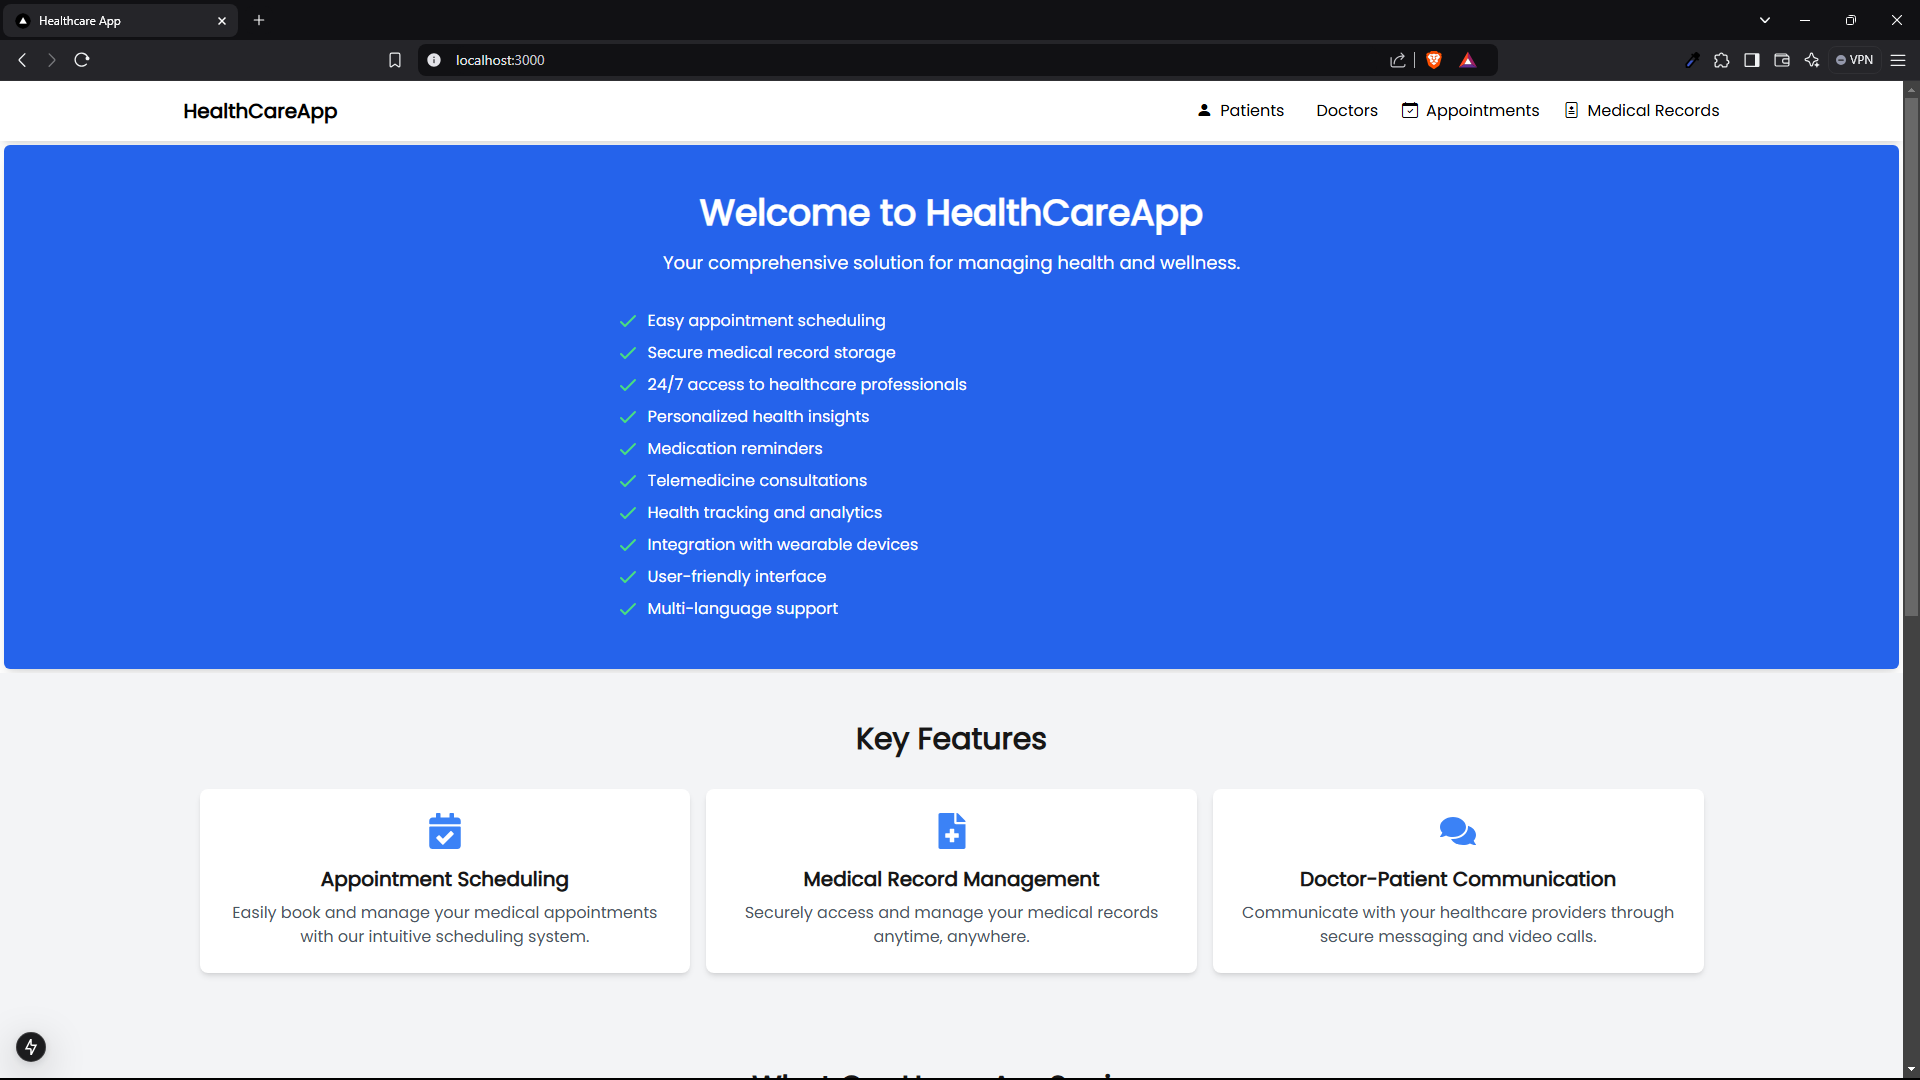 Healthcare App
localhost:3000
VPN
HealthCareApp
Patients
Doctors
Appointments
Medical Records
Welcome to HealthCareApp
Your comprehensive solution for managing health and wellness.
Easy appointment scheduling
Secure medical record storage
24/7 access to healthcare professionals
Personalized health insights
Medication reminders
Telemedicine consultations
Health tracking and analytics
Integration with wearable devices
User-friendly interface
Multi-language support
Key Features
Appointment Scheduling
Easily book and manage your medical appointments
with our intuitive scheduling system.
Medical Record Management
Securely access and manage your medical records
anytime, anywhere.
Doctor-Patient Communication
Communicate with your healthcare providers through
secure messaging and video calls.